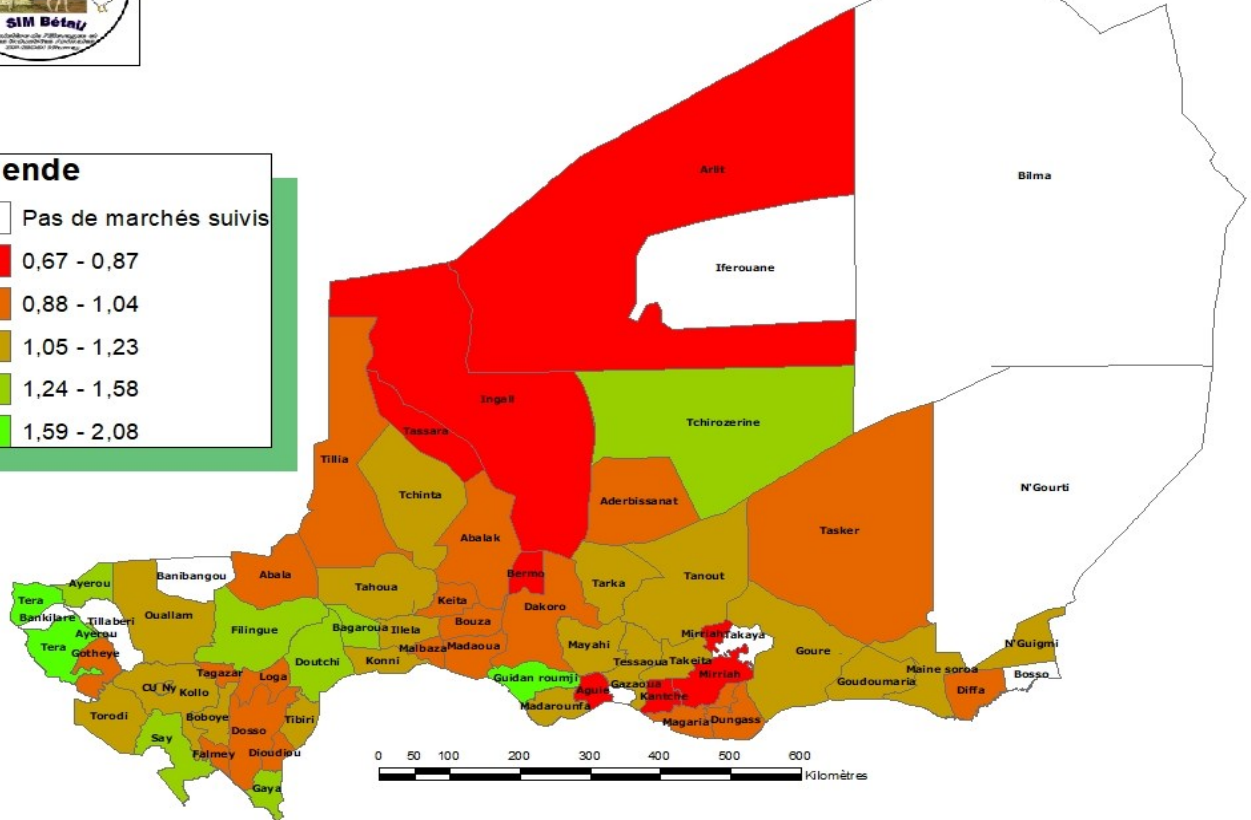 SIM Bétail
ende
Pas de marchés suivis
0,67 - 0,87
0,88 - 1,04
1,05 - 1,23
1,24 - 1,58
1,59 - 2,08
Arlit
Bilma
Iferouane
Ingall
Tchirozerine
Tassara
Tillia
Tchinta
N'Gourti
Aderbissanat
Tasker
Abalak
Bermo
Abala
Banibangou
Ayerou
Tahoua
Tarka
Tanout
Tera
Keita
Dakoro
Bankilare
Tillaberi
Ouallam
Bouza
Ayerou
Filingue
Bagaroua
Illela
Mirriah
Takaya
N'Guigmi
Tera
Gotheye
Malbaza
Madaoua
Mayahi
Goure
Doutchi
Konni
Tessaoua
Takeita
Maine soroa
Tagazar
Loga
Guidan roumji
Gazaoua
Mirriah
Goudoumaria
Bosso
CU Ny
Kollo
Aguie
Kantche
Diffa
Torodi
Boboye
Tibiri
Madarounfa
Magaria
Dungass
Say
Dosso
Falmey
Dioudiou
Gaya
0 50 100 200 300 400 500 600
Kilomètres